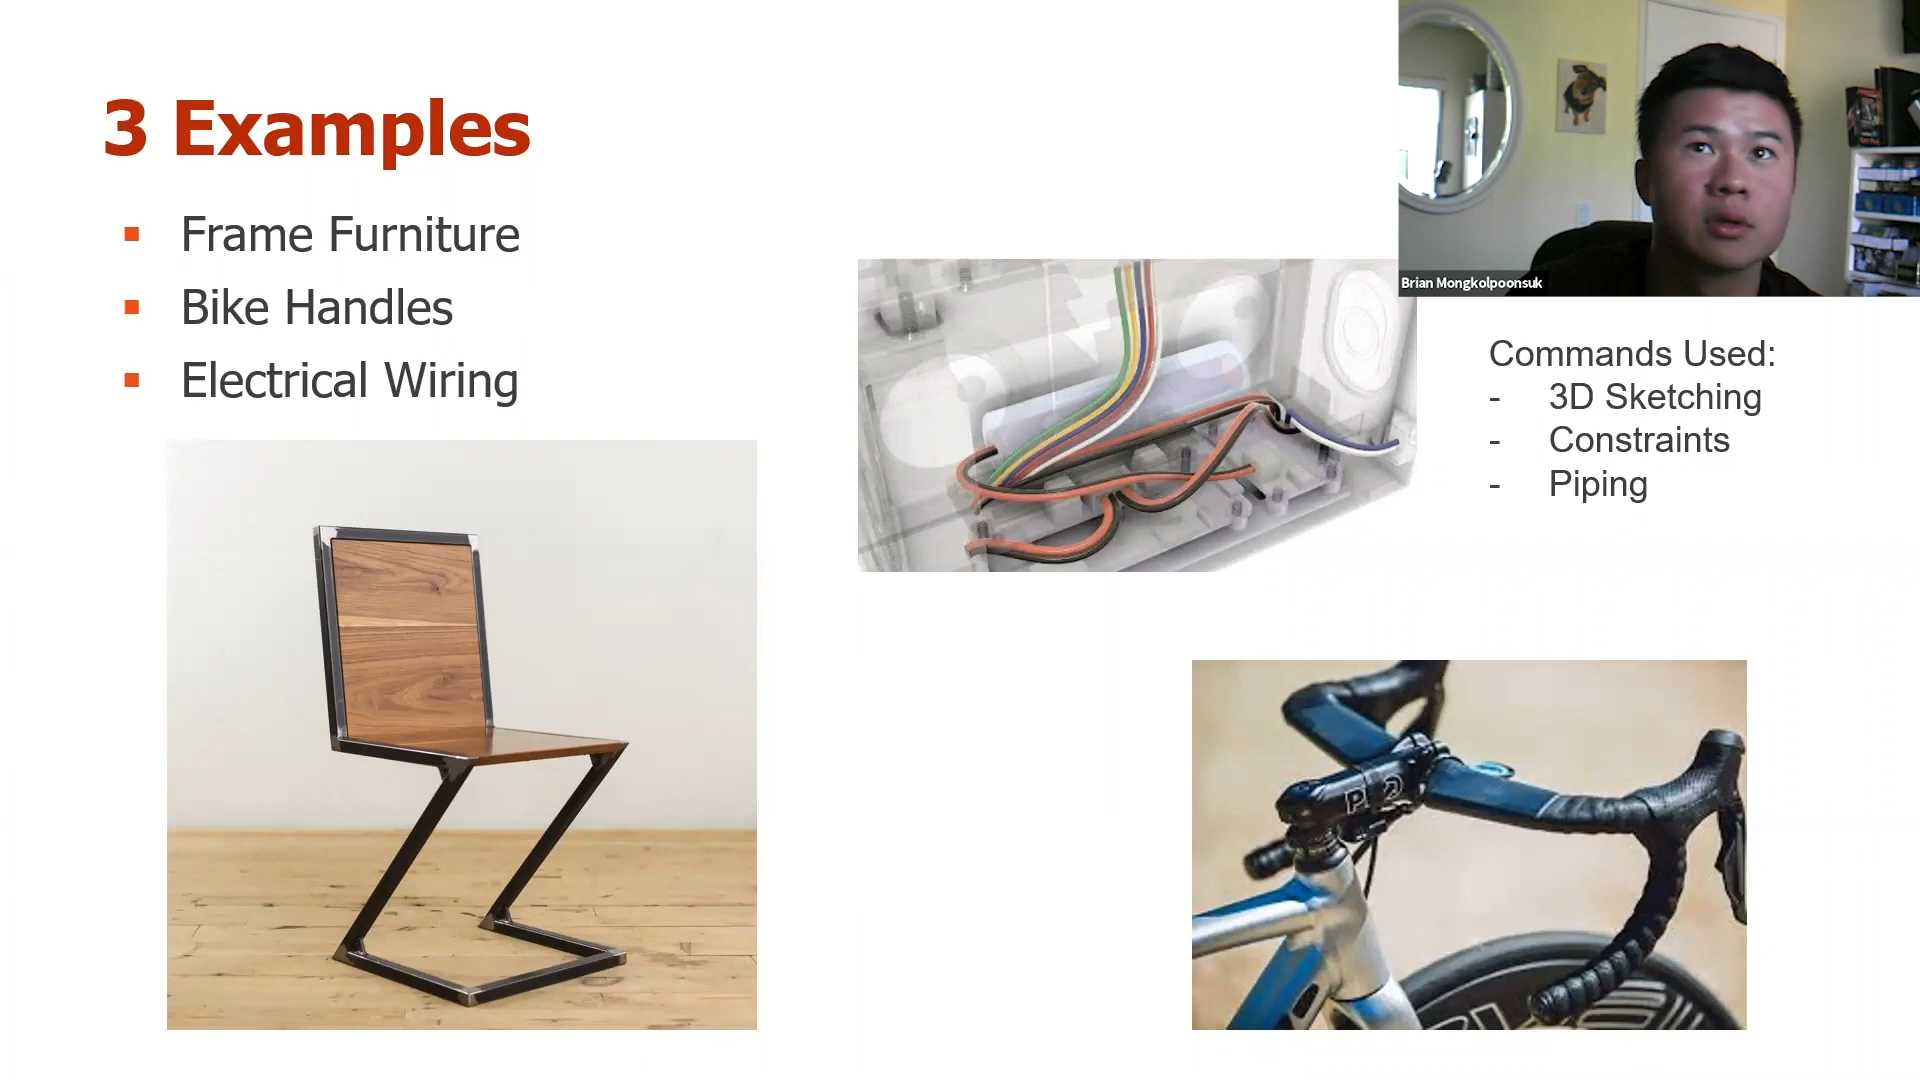 3 Examples
▪ Frame Furniture
▪ Bike Handles
▪ Electrical Wiring
Brian Mongkolpoonsuk
Commands Used:
- 3D Sketching
- Constraints
- Piping